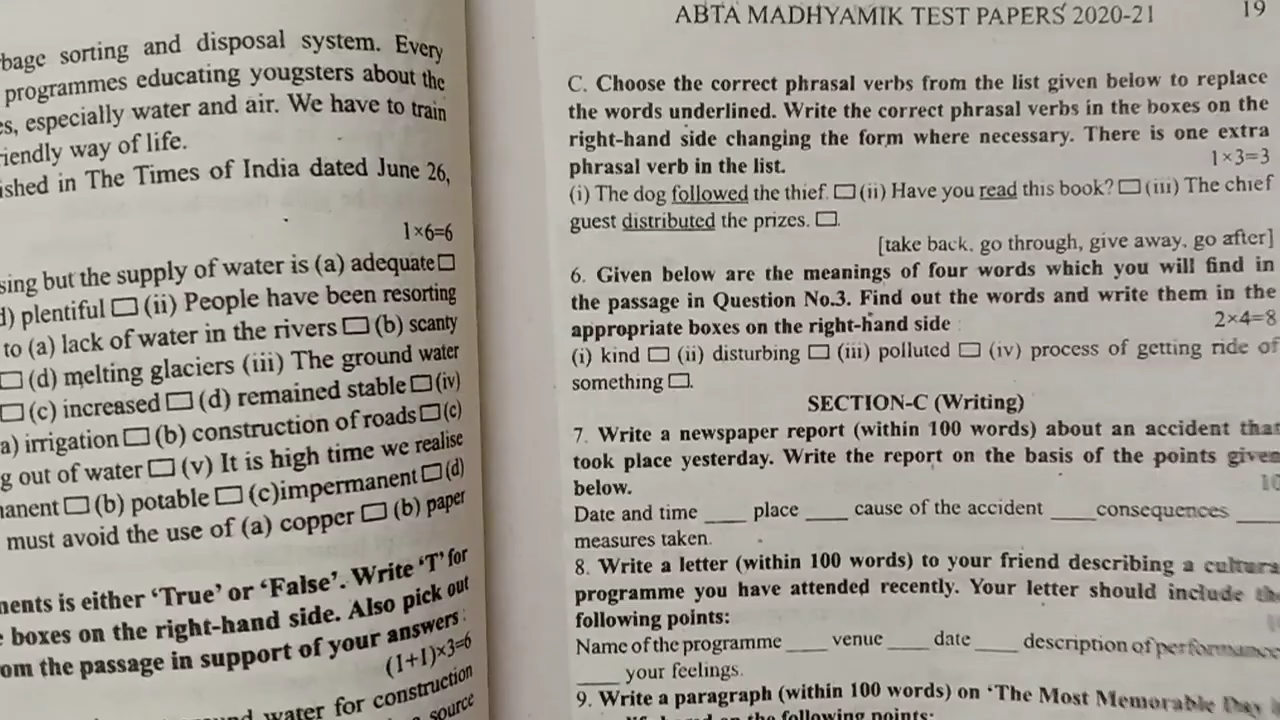 bage sorting and disposal system. Every
programmes educating yougsters about the
es, especially water and air. We have to train
riendly way of life.
ished in The Times of India dated June 26,
1×6=6
sing but the supply of water is (a) adequate□
d) plentiful □ (ii) People have been resorting
to (a) lack of water in the rivers □ (b) scanty
□ (d) melting glaciers (iii) The ground water
□ (c) increased □ (d) remained stable □ (iv)
a) irrigation □ (b) construction of roads □ (c)
g out of water □ (v) It is high time we realise
anent □ (b) potable □ (c)impermanent □ (d)
must avoid the use of (a) copper □ (b) paper
ments is either ‘True’ or ‘False’. Write ‘T’ for
e boxes on the right-hand side. Also pick out
om the passage in support of your answers :
(1+1)×3=6
nd water for construction
source
ABTA MADHYAMIK TEST PAPERS 2020-21 19
C. Choose the correct phrasal verbs from the list given below to replace
the words underlined. Write the correct phrasal verbs in the boxes on the
right-hand side changing the form where necessary. There is one extra
phrasal verb in the list. 1×3=3
(i) The dog followed the thief. □ (ii) Have you read this book? □ (iii) The chief
guest distributed the prizes. □.
[take back, go through, give away, go after]
6. Given below are the meanings of four words which you will find in
the passage in Question No.3. Find out the words and write them in the
appropriate boxes on the right-hand side : 2×4=8
(i) kind □ (ii) disturbing □ (iii) polluted □ (iv) process of getting ride of
something □.
SECTION-C (Writing)
7. Write a newspaper report (within 100 words) about an accident that
took place yesterday. Write the report on the basis of the points given
below. 10
Date and time ____ place ____ cause of the accident ____ consequences ____
measures taken.
8. Write a letter (within 100 words) to your friend describing a cultura
programme you have attended recently. Your letter should include the
following points:
Name of the programme ____ venue ____ date ____ description of performance
____ your feelings.
9. Write a paragraph (within 100 words) on ‘The Most Memorable Day
on the following points: